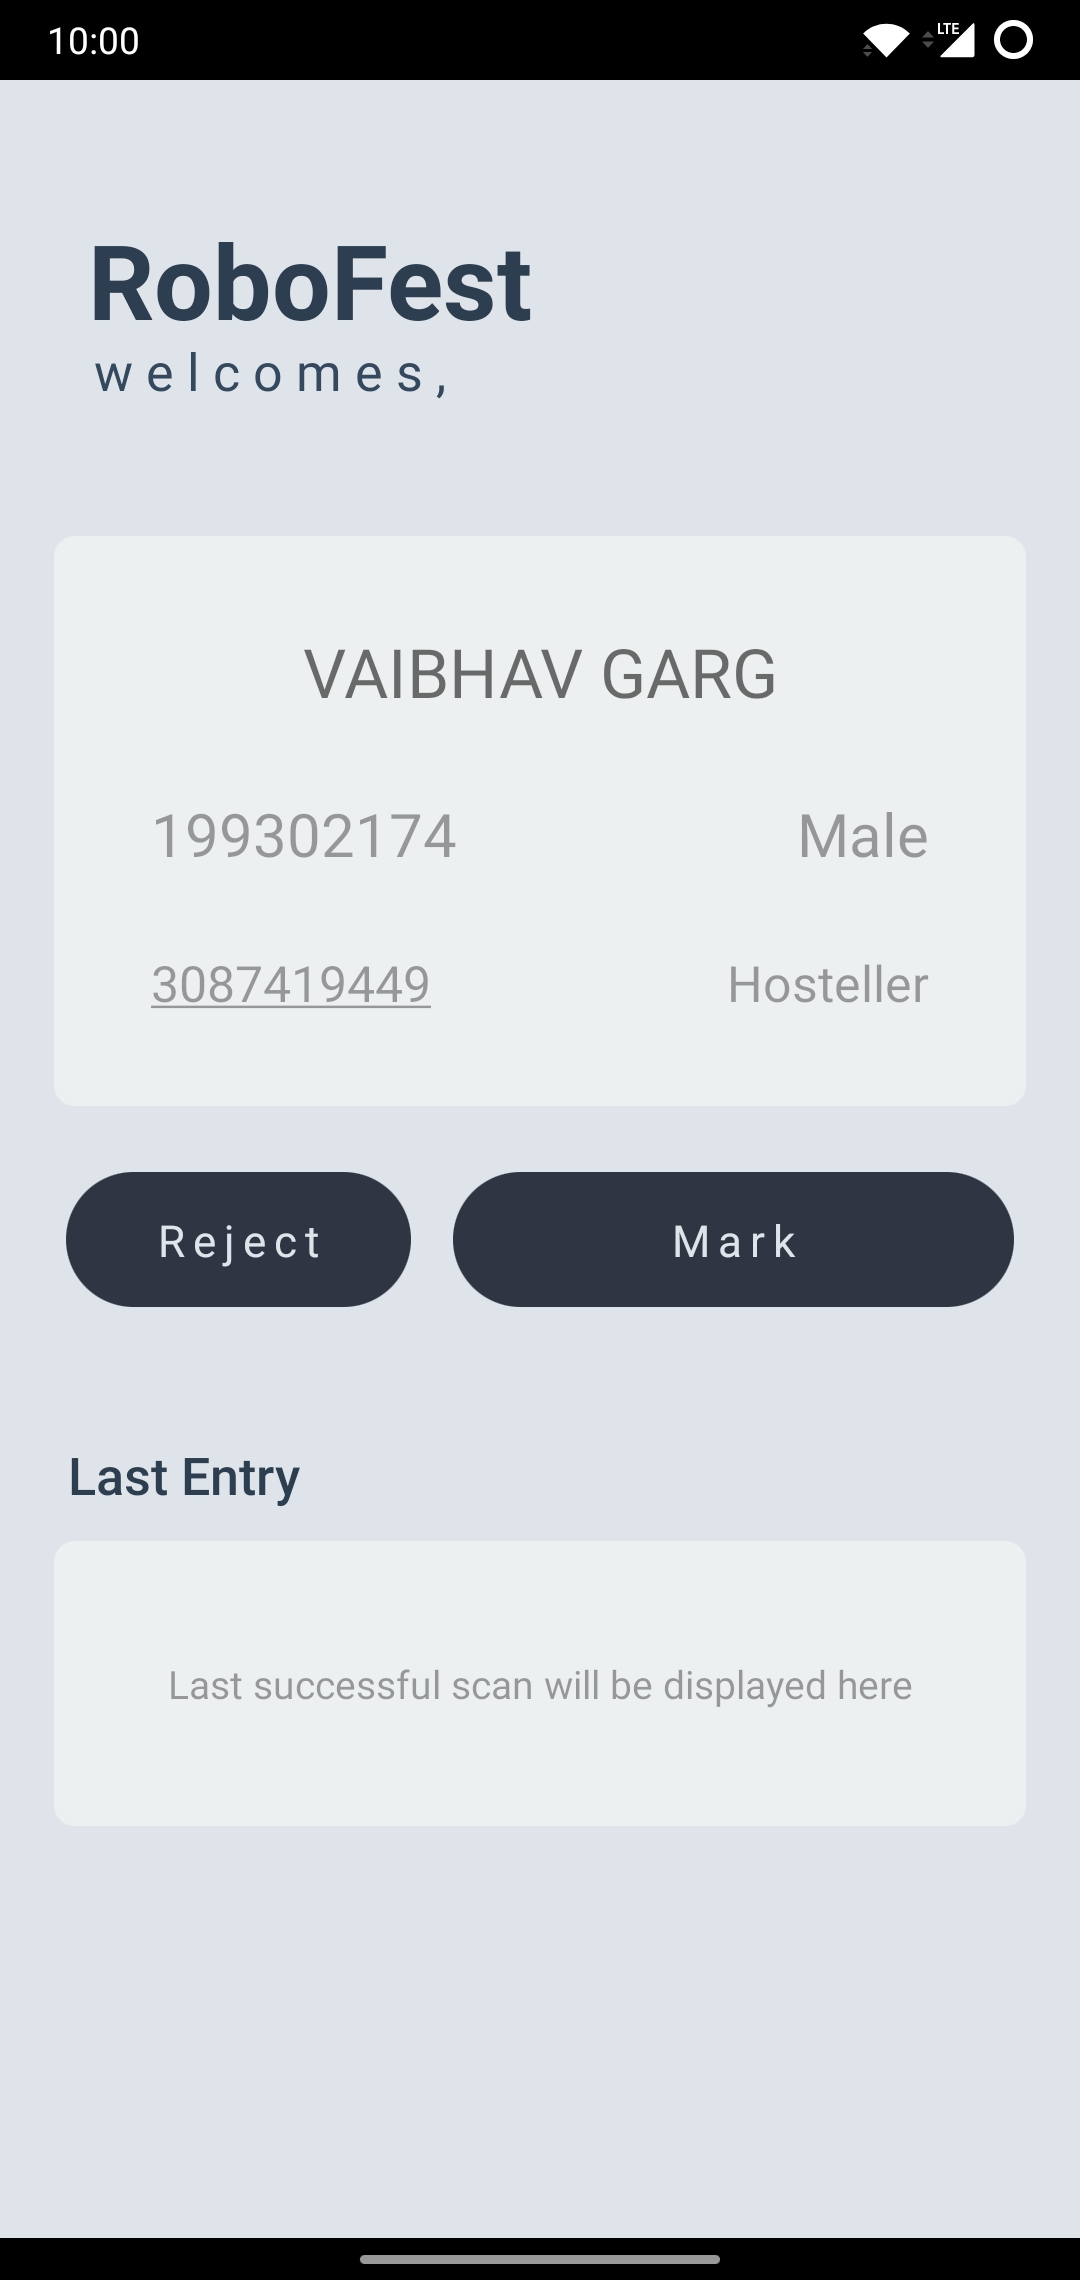 10:00
LTE
RoboFest
welcomes,
VAIBHAV GARG
199302174
Male
3087419449
Hosteller
Reject
Mark
Last Entry
Last successful scan will be displayed here